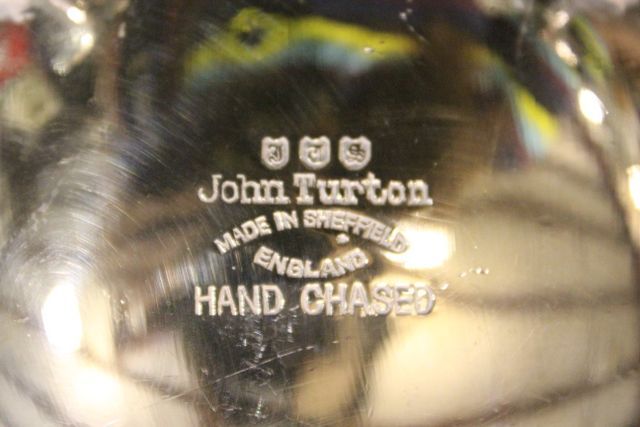 John Turton
MADE IN SHEFFIELD
ENGLAND
HAND CHASED